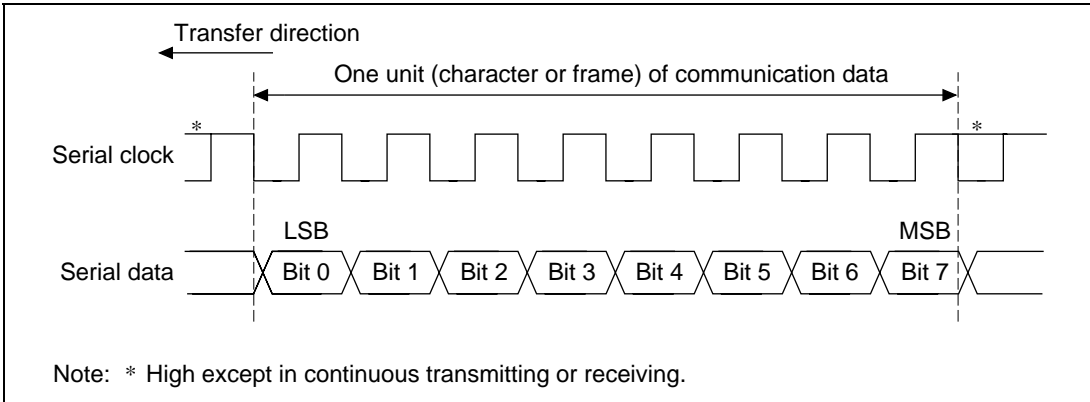 Transfer direction
One unit (character or frame) of communication data
* *
Serial clock
LSB MSB
Serial data Bit 0 Bit 1 Bit 2 Bit 3 Bit 4 Bit 5 Bit 6 Bit 7
Note: * High except in continuous transmitting or receiving.